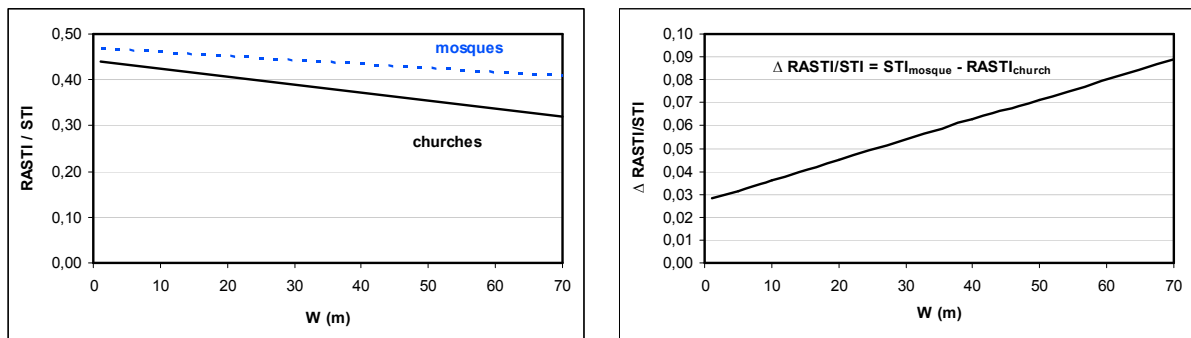 0,50
0,40
0,30
0,20
0,10
0,00
RASTI / STI
mosques
churches
0 10 20 30 40 50 60 70
W (m)
0,10
0,09
0,08
0,07
0,06
0,05
0,04
0,03
0,02
0,01
0,00
Δ RASTI/STI
Δ RASTI/STI = STImosque - RASTIchurch
0 10 20 30 40 50 60 70
W (m)